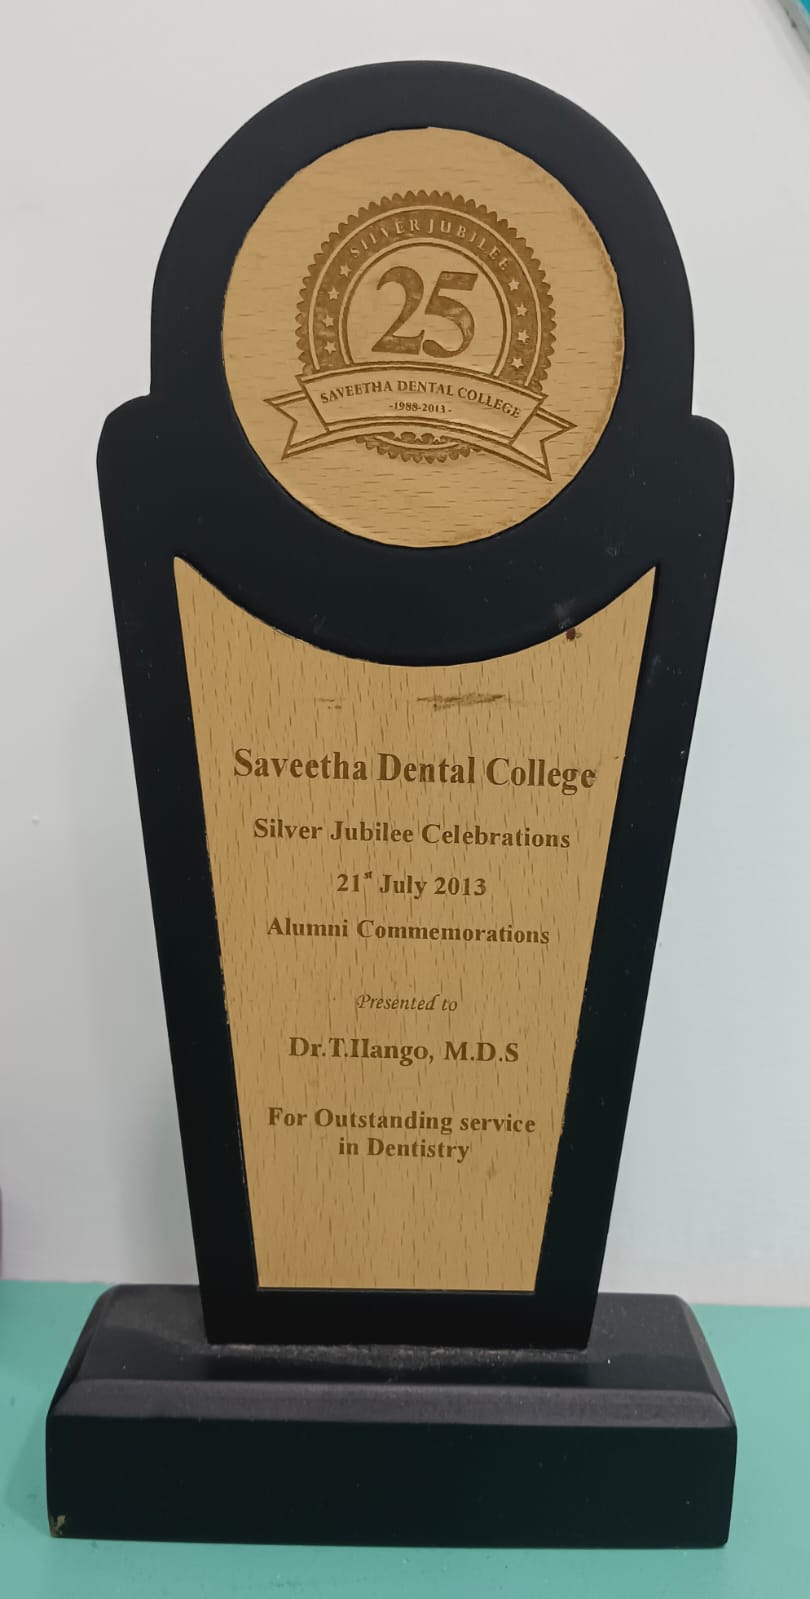 SILVER JUBILEE
25
SAVEETHA DENTAL COLLEGE
-1988-2013-
Saveetha Dental College
Silver Jubilee Celebrations
21st July 2013
Alumni Commemorations
Presented to
Dr.T.Ilango, M.D.S
For Outstanding service
in Dentistry